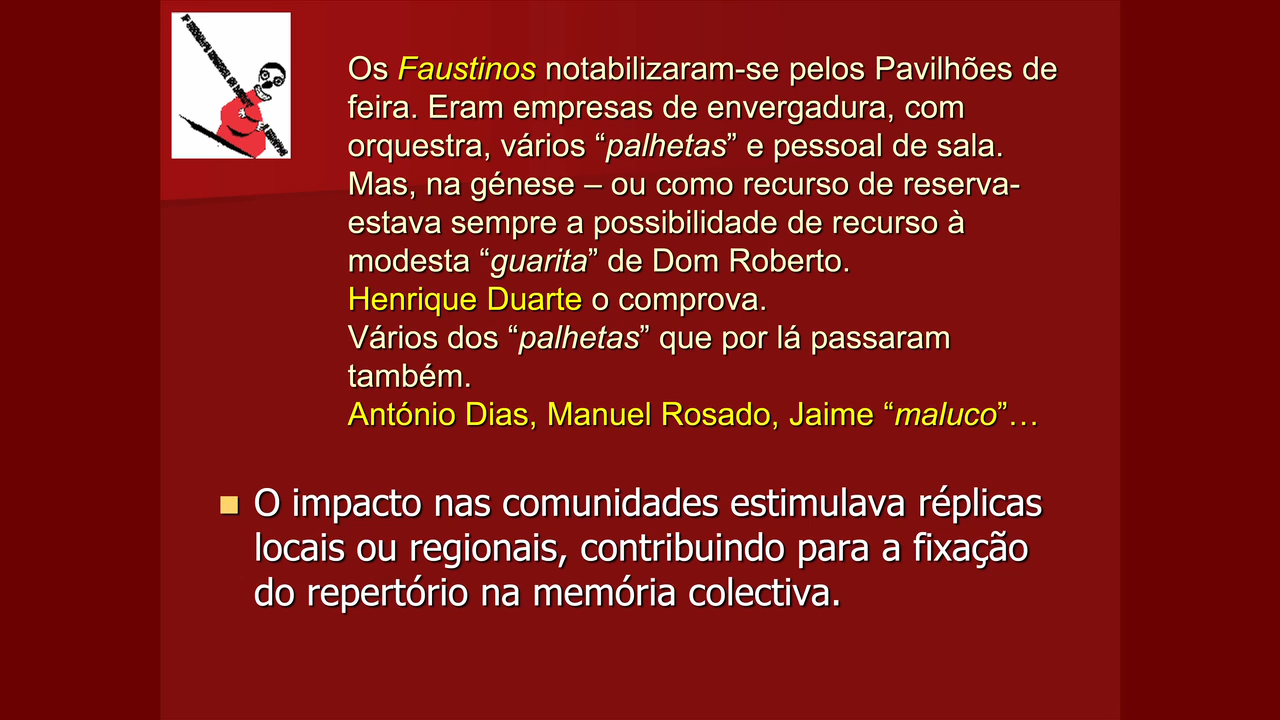 Os Faustinos notabilizaram-se pelos Pavilhões de
feira. Eram empresas de envergadura, com
orquestra, vários “palhetas” e pessoal de sala.
Mas, na génese – ou como recurso de reserva-
estava sempre a possibilidade de recurso à
modesta “guarita” de Dom Roberto.
Henrique Duarte o comprova.
Vários dos “palhetas” que por lá passaram
também.
António Dias, Manuel Rosado, Jaime “maluco”…
■ O impacto nas comunidades estimulava réplicas
locais ou regionais, contribuindo para a fixação
do repertório na memória colectiva.